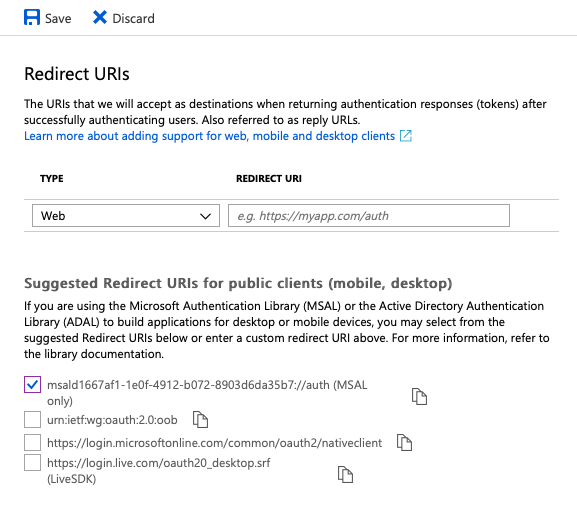 Save Discard
Redirect URIs
The URIs that we will accept as destinations when returning authentication responses (tokens) after
successfully authenticating users. Also referred to as reply URLs.
Learn more about adding support for web, mobile and desktop clients
TYPE REDIRECT URI
Web e.g. https://myapp.com/auth
Suggested Redirect URIs for public clients (mobile, desktop)
If you are using the Microsoft Authentication Library (MSAL) or the Active Directory Authentication
Library (ADAL) to build applications for desktop or mobile devices, you may select from the
suggested Redirect URIs below or enter a custom redirect URI above. For more information, refer to
the library documentation.
msald1667af1-1e0f-4912-b072-8903d6da35b7://auth (MSAL
only)
urn:ietf:wg:oauth:2.0:oob
https://login.microsoftonline.com/common/oauth2/nativeclient
https://login.live.com/oauth20_desktop.srf
(LiveSDK)